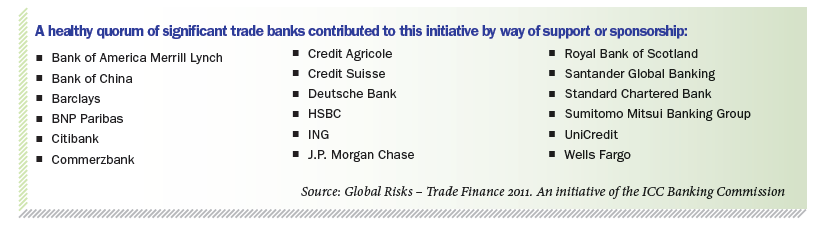 A healthy quorum of significant trade banks contributed to this initiative by way of support or sponsorship:
■ Bank of America Merrill Lynch
■ Bank of China
■ Barclays
■ BNP Paribas
■ Citibank
■ Commerzbank
■ Credit Agricole
■ Credit Suisse
■ Deutsche Bank
■ HSBC
■ ING
■ J.P. Morgan Chase
■ Royal Bank of Scotland
■ Santander Global Banking
■ Standard Chartered Bank
■ Sumitomo Mitsui Banking Group
■ UniCredit
■ Wells Fargo
Source: Global Risks – Trade Finance 2011. An initiative of the ICC Banking Commission